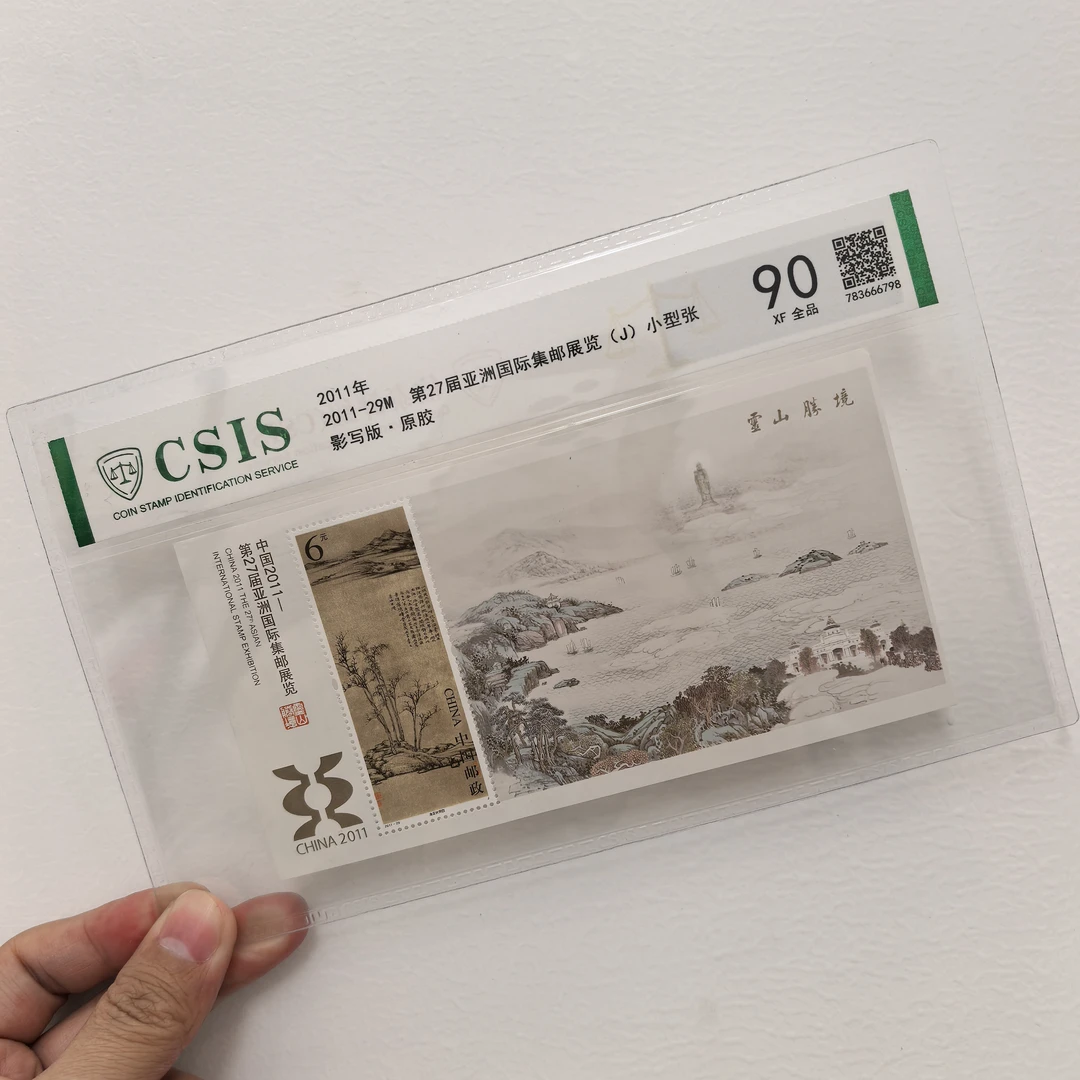 CSIS
COIN STAMP IDENTIFICATION SERVICE
2011年
2011-29M 第27届亚洲国际集邮展览（J）小型张
影写版·原胶
90
XF 全品
783666798
靈山勝境
中国2011—
第27届亚洲国际集邮展览
CHINA 2011 THE 27th ASIAN
INTERNATIONAL STAMP EXHIBITION
6元
CHINA 中国邮政
CHINA 2011